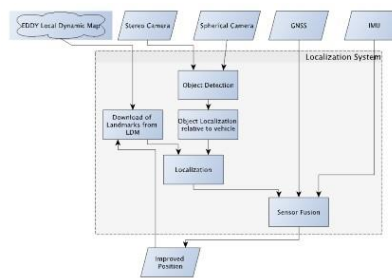 EDDY Local Dynamic Map
Stereo Camera
Spherical Camera
GNSS
IMU
Localization System
Object Detection
Download of
Landmarks from
LDM
Object Localization
relative to vehicle
Localization
Sensor Fusion
Improved
Position